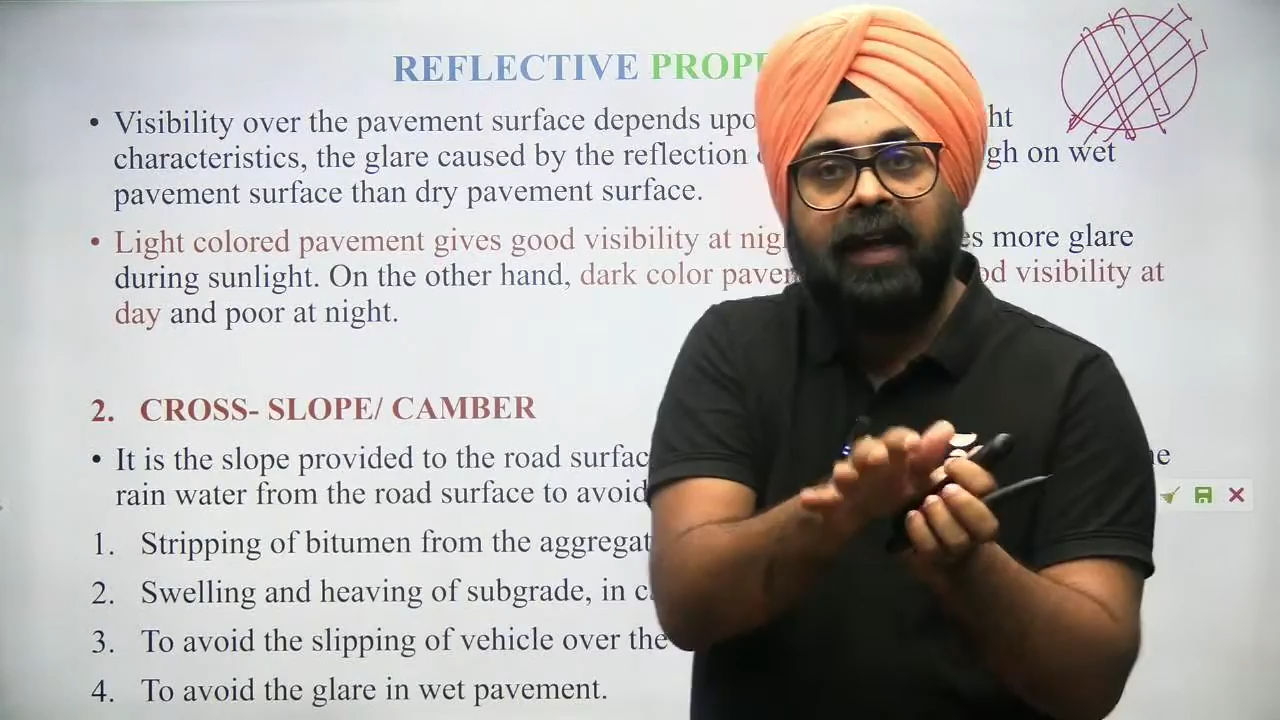 REFLECTIVE PROP
• Visibility over the pavement surface depends upo ht
characteristics, the glare caused by the reflection gh on wet
pavement surface than dry pavement surface.
• Light colored pavement gives good visibility at nig es more glare
during sunlight. On the other hand, dark color paven od visibility at
day and poor at night.
2. CROSS- SLOPE/ CAMBER
• It is the slope provided to the road surfac he
rain water from the road surface to avoid
1. Stripping of bitumen from the aggregat
2. Swelling and heaving of subgrade, in c
3. To avoid the slipping of vehicle over the
4. To avoid the glare in wet pavement.